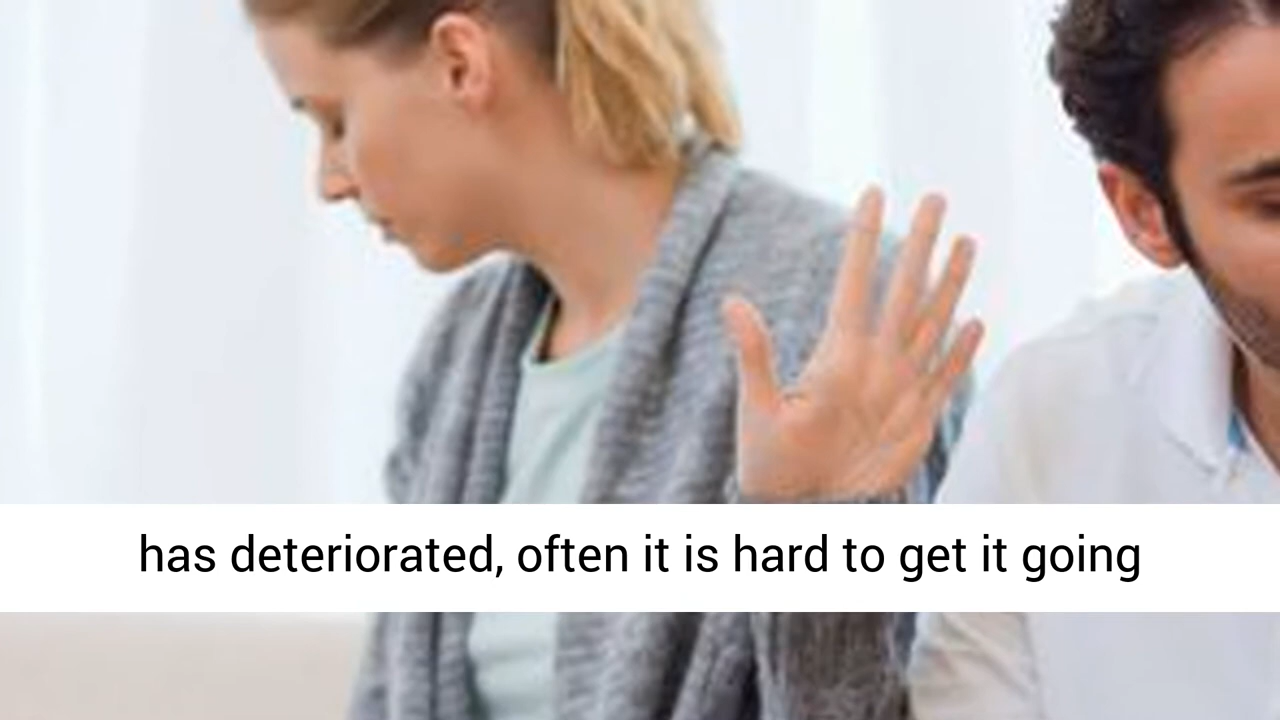 has deteriorated, often it is hard to get it going